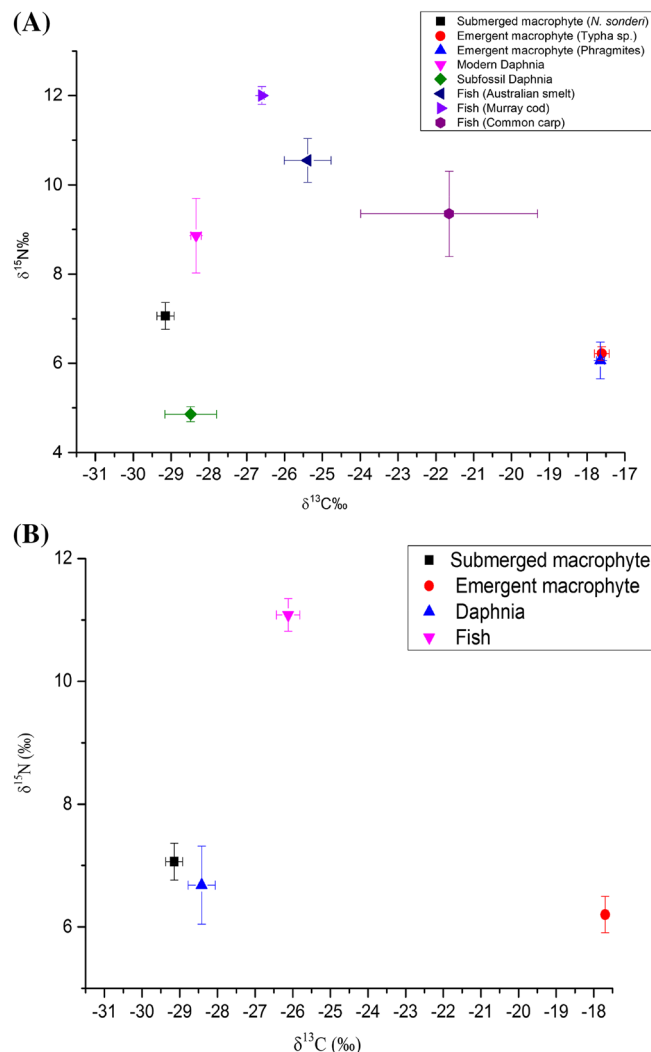 (A)
Submerged macrophyte (N. sonderi)
Emergent macrophyte (Typha sp.)
Emergent macrophyte (Phragmites)
Modern Daphnia
Subfossil Daphnia
Fish (Australian smelt)
Fish (Murray cod)
Fish (Common carp)
12
10
8
6
4
δ¹⁵N‰
-31 -30 -29 -28 -27 -26 -25 -24 -23 -22 -21 -20 -19 -18 -17
δ¹³C‰
(B)
Submerged macrophyte
Emergent macrophyte
Daphnia
Fish
12
10
8
6
δ¹⁵N (‰)
-31 -30 -29 -28 -27 -26 -25 -24 -23 -22 -21 -20 -19 -18 -17
δ¹³C (‰)